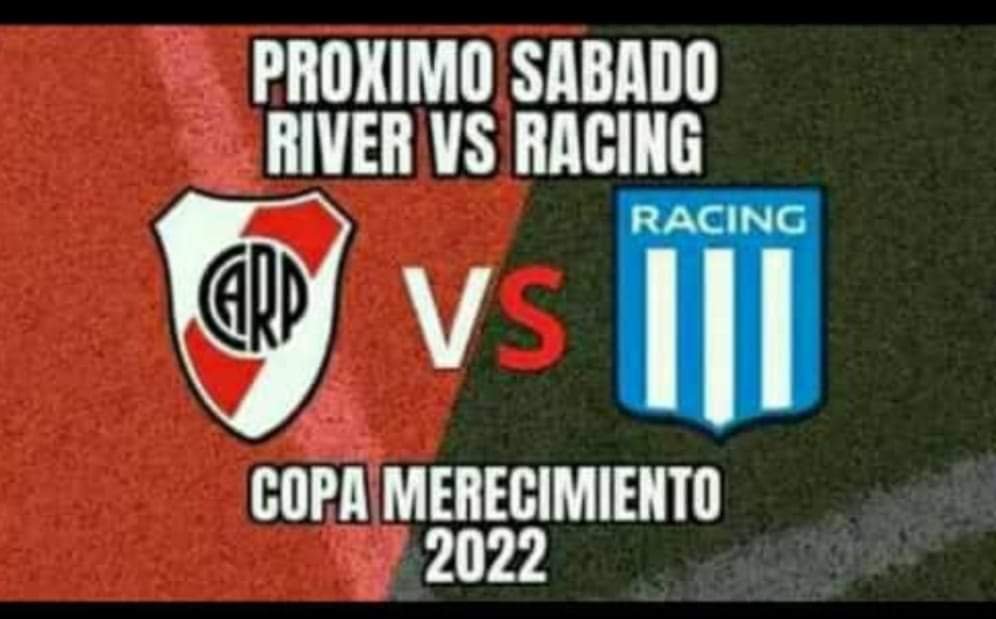 PROXIMO SABADO
RIVER VS RACING
CARP
RACING
VS
COPA MERECIMIENTO
2022